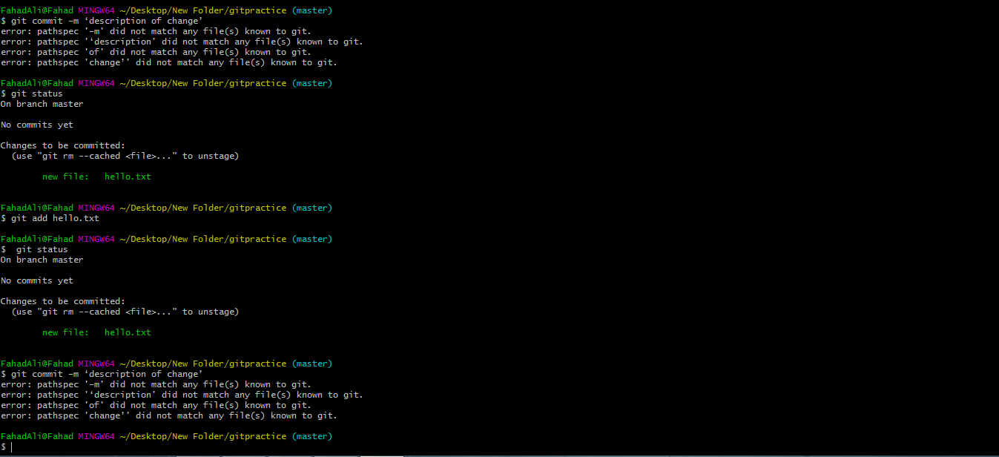 FahadAli@Fahad MINGW64 ~/Desktop/New Folder/gitpractice (master)
$ git commit –m ‘description of change’
error: pathspec '–m' did not match any file(s) known to git.
error: pathspec '‘description' did not match any file(s) known to git.
error: pathspec 'of' did not match any file(s) known to git.
error: pathspec 'change’' did not match any file(s) known to git.
FahadAli@Fahad MINGW64 ~/Desktop/New Folder/gitpractice (master)
$ git status
On branch master
No commits yet
Changes to be committed:
(use "git rm --cached <file>..." to unstage)
new file: hello.txt
FahadAli@Fahad MINGW64 ~/Desktop/New Folder/gitpractice (master)
$ git add hello.txt
FahadAli@Fahad MINGW64 ~/Desktop/New Folder/gitpractice (master)
$  git status
On branch master
No commits yet
Changes to be committed:
(use "git rm --cached <file>..." to unstage)
new file: hello.txt
FahadAli@Fahad MINGW64 ~/Desktop/New Folder/gitpractice (master)
$ git commit –m ‘description of change’
error: pathspec '–m' did not match any file(s) known to git.
error: pathspec '‘description' did not match any file(s) known to git.
error: pathspec 'of' did not match any file(s) known to git.
error: pathspec 'change’' did not match any file(s) known to git.
FahadAli@Fahad MINGW64 ~/Desktop/New Folder/gitpractice (master)
$